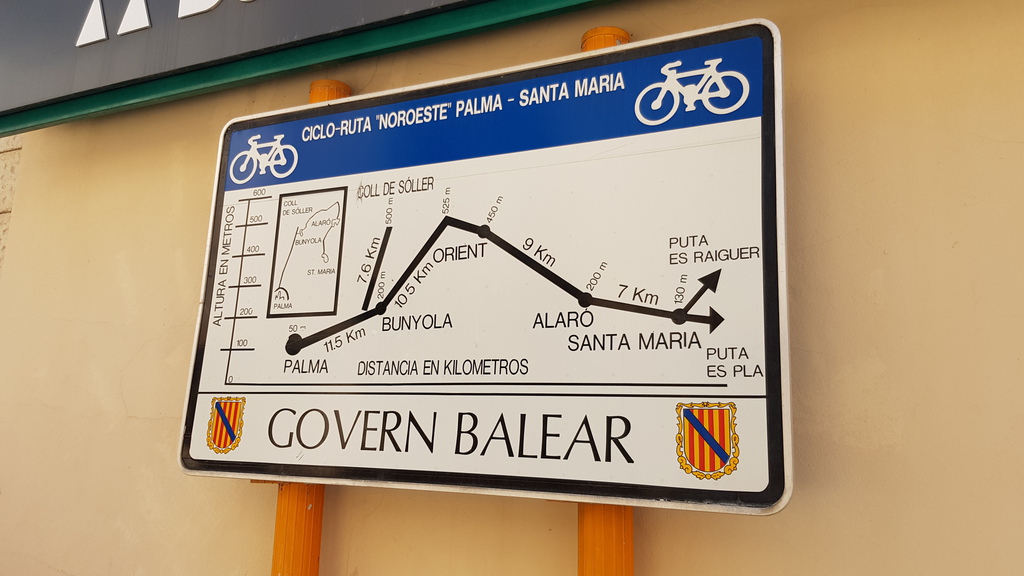 CICLO-RUTA "NOROESTE" PALMA - SANTA MARIA
ALTURA EN METROS
600
500
400
300
200
100
0
COLL
DE SÓLLER
ALARÓ
BUNYOLA
ST. MARIA
PALMA
COLL DE SÒLLER
500 m
7.6 Km
200 m
10.5 Km
525 m
450 m
ORIENT
9 Km
200 m
7 Km
130 m
PUTA
ES RAIGUER
50 m
11.5 Km
BUNYOLA
ALARÓ
SANTA MARIA
PALMA
DISTANCIA EN KILOMETROS
PUTA
ES PLA
GOVERN BALEAR